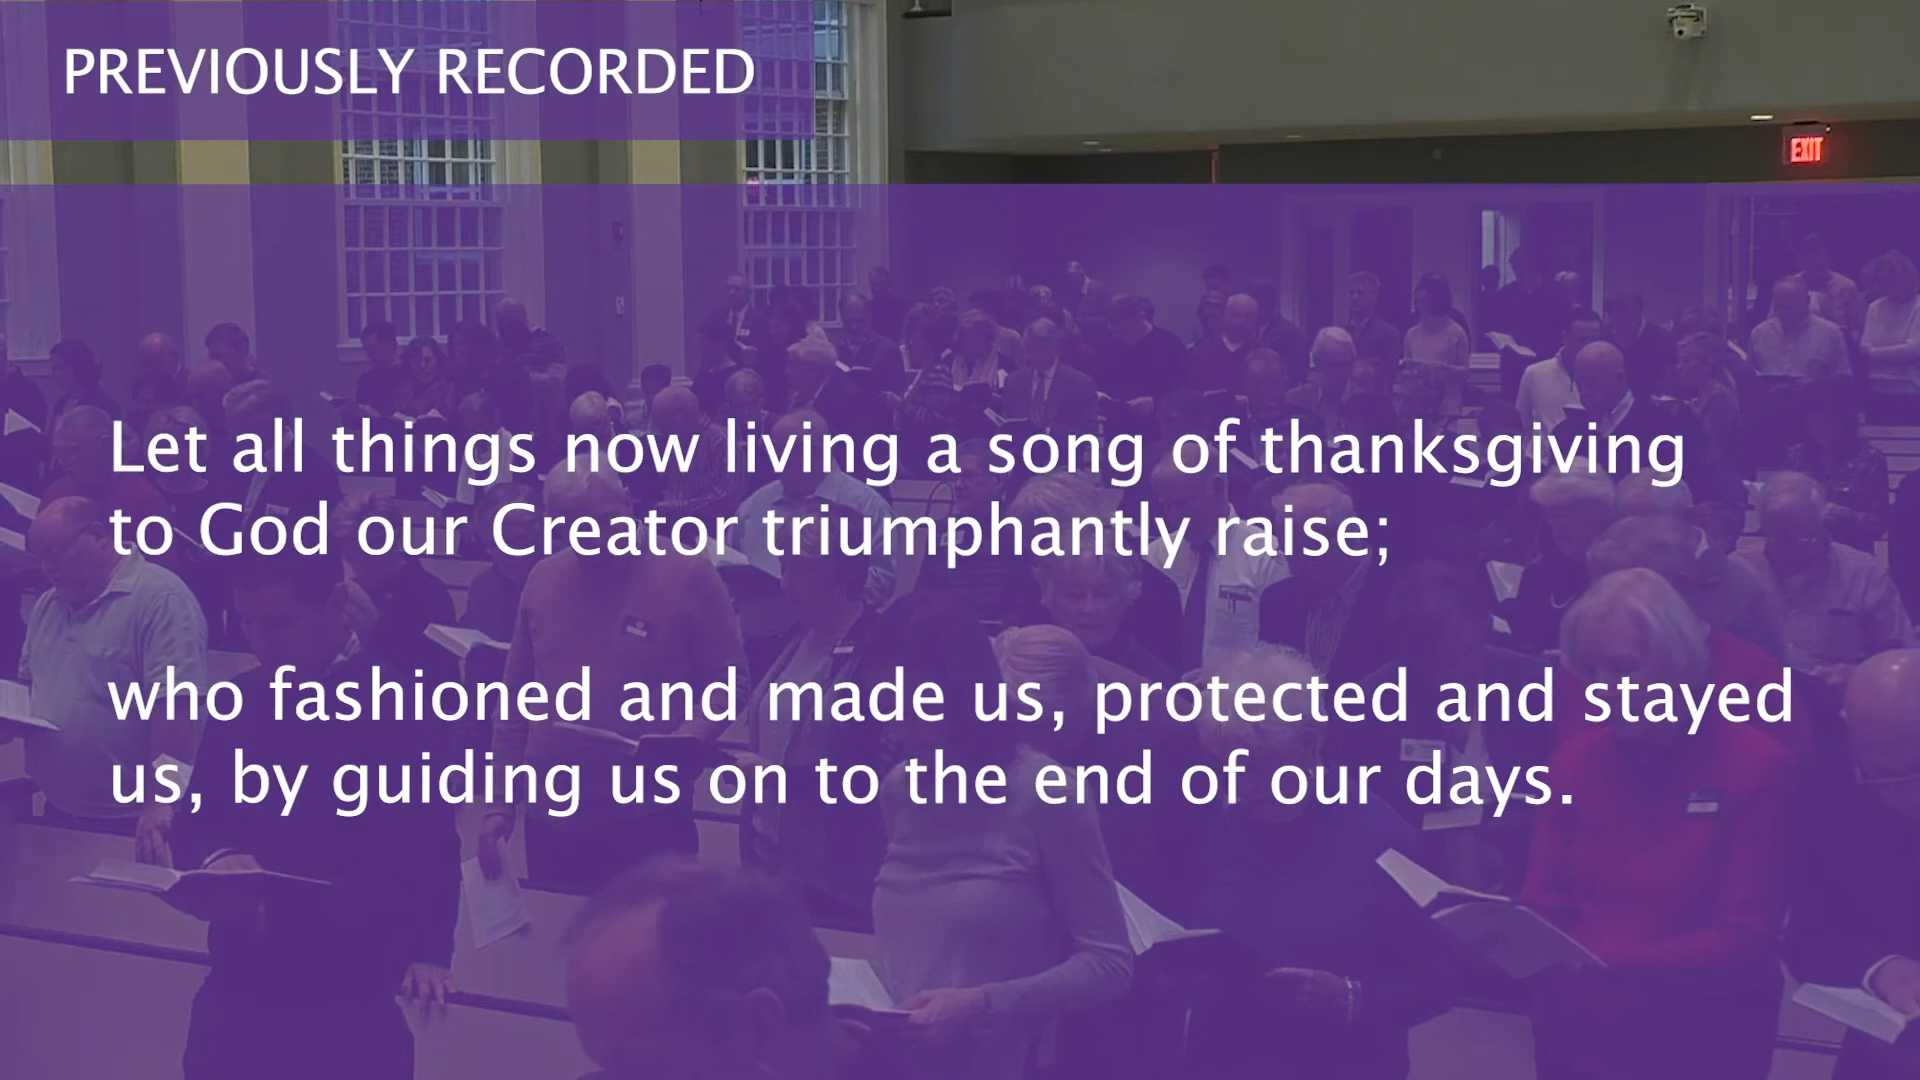 PREVIOUSLY RECORDED
EXIT
Let all things now living a song of thanksgiving
to God our Creator triumphantly raise;
who fashioned and made us, protected and stayed
us, by guiding us on to the end of our days.